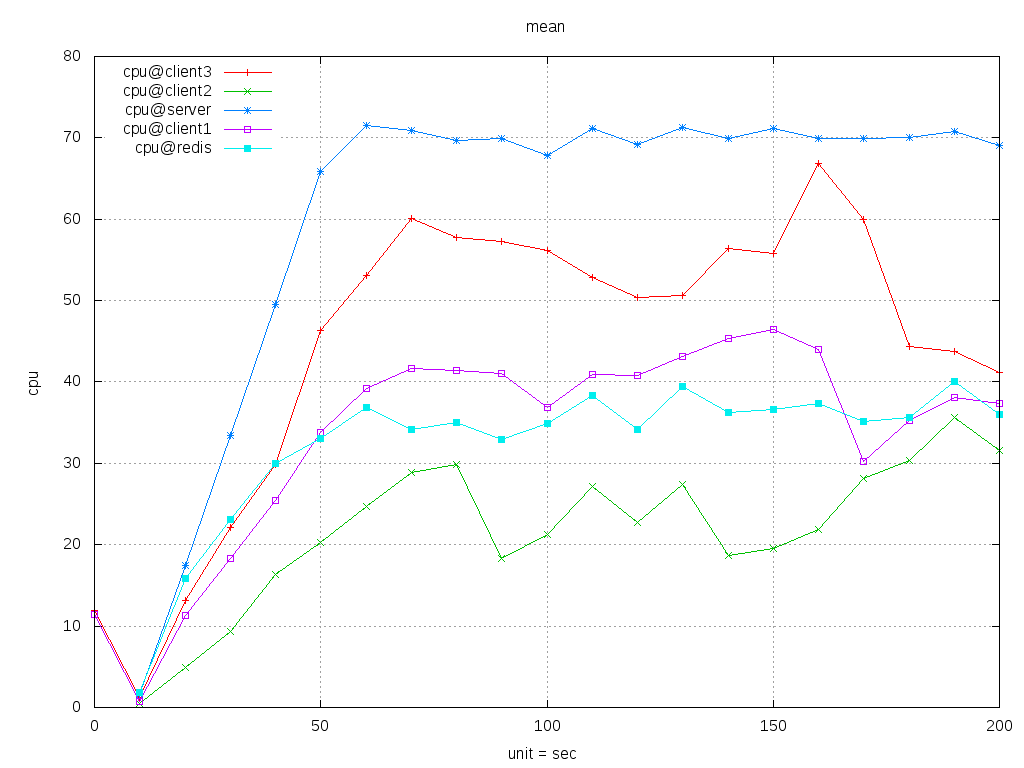 mean
80
70
60
50
40
30
20
10
0
cpu
cpu@client3
cpu@client2
cpu@server
cpu@client1
cpu@redis
0 50 100 150 200
unit = sec